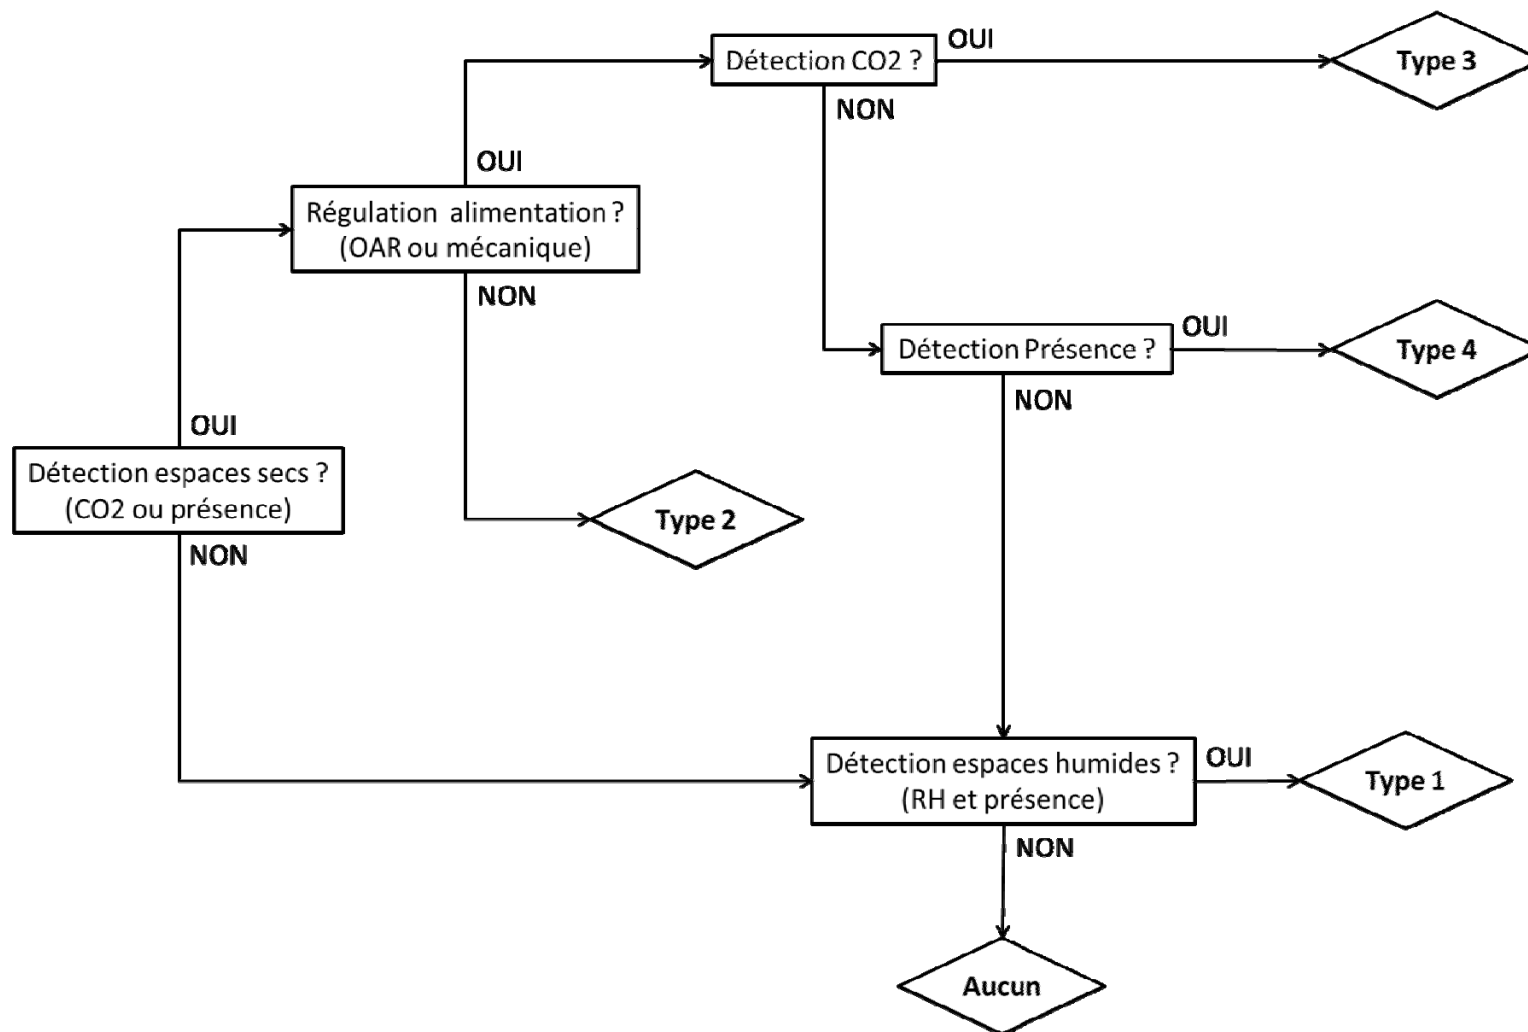 Détection CO2 ?
OUI
Type 3
NON
OUI
Régulation alimentation ?
(OAR ou mécanique)
NON
Détection Présence ?
OUI
Type 4
NON
OUI
Détection espaces secs ?
(CO2 ou présence)
NON
Type 2
Détection espaces humides ?
(RH et présence)
OUI
Type 1
NON
Aucun